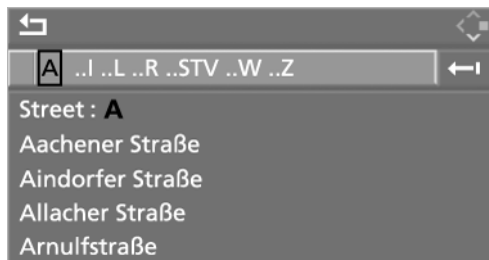 A ..I ..L ..R ..STV ..W ..Z
Street : A
Aachener Straße
Aindorfer Straße
Allacher Straße
Arnulfstraße